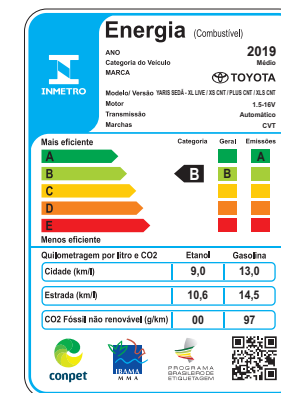 Energia (Combustível)
ANO 2019
Categoria do Veículo Médio
MARCA TOYOTA
INMETRO
Modelo/ Versão YARIS SEDÃ - XL LIVE / XS CNT / PLUS CNT / XLS CNT
Motor 1.5-16V
Transmissão Automático
Marchas CVT
Mais eficiente Categoria Geral Emissões
A A
B B B
C
D
E
Menos eficiente
Quilometragem por litro e CO2 Etanol Gasolina
Cidade (km/l) 9,0 13,0
Estrada (km/l) 10,6 14,5
CO2 Fóssil não renovável (g/km) 00 97
conpet
IBAMA
M M A
PROGRAMA
BRASILEIRO DE
ETIQUETAGEM